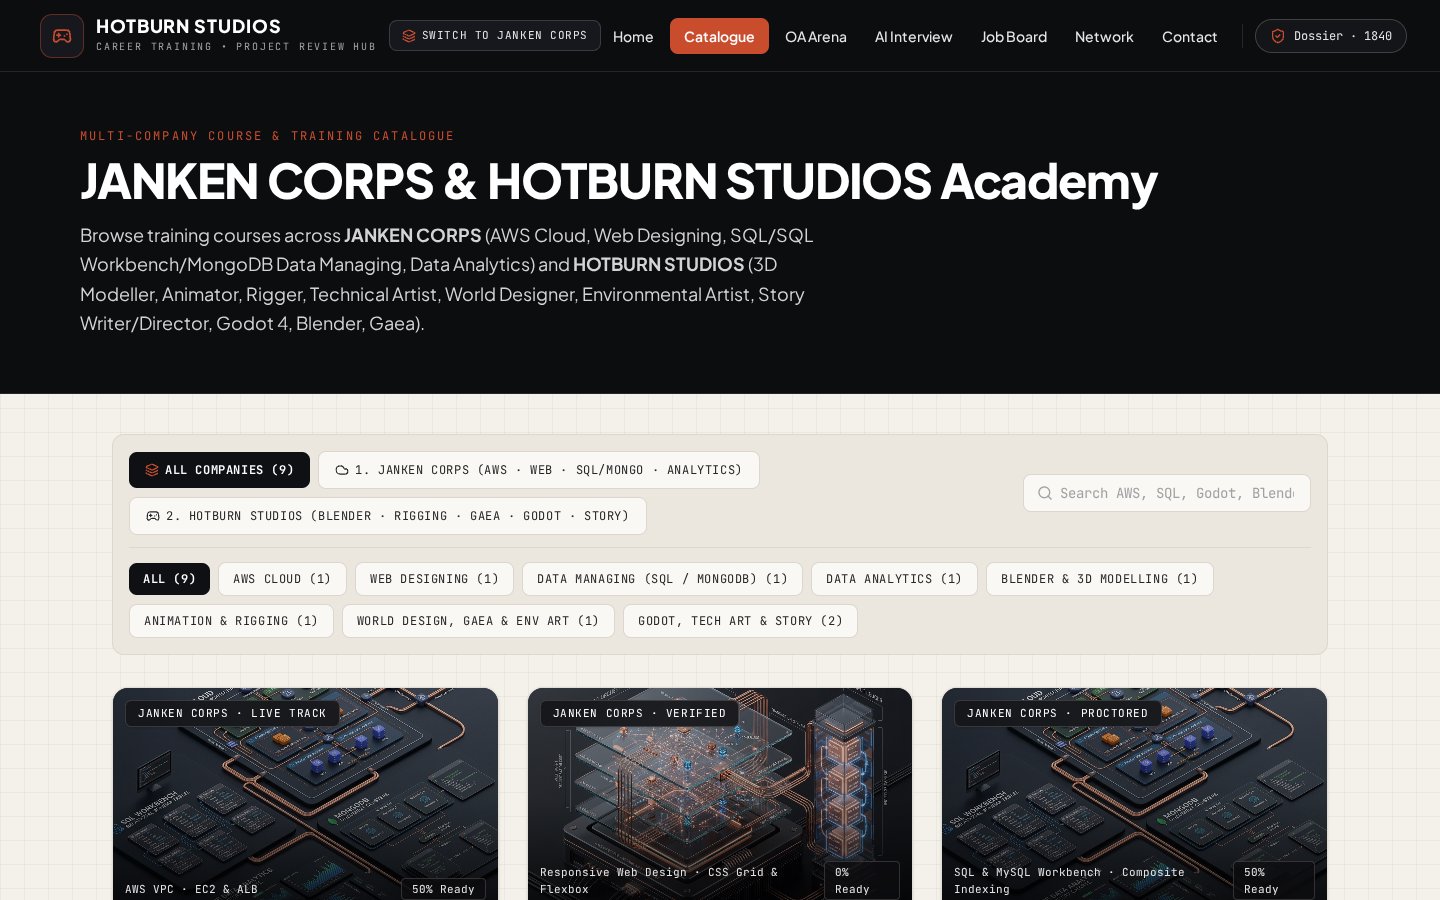 HOTBURN STUDIOS
CAREER TRAINING • PROJECT REVIEW HUB
SWITCH TO JANKEN CORPS
Home
Catalogue
OA Arena
AI Interview
Job Board
Network
Contact
Dossier · 1840
MULTI-COMPANY COURSE & TRAINING CATALOGUE
JANKEN CORPS & HOTBURN STUDIOS Academy
Browse training courses across JANKEN CORPS (AWS Cloud, Web Designing, SQL/SQL
Workbench/MongoDB Data Managing, Data Analytics) and HOTBURN STUDIOS (3D
Modeller, Animator, Rigger, Technical Artist, World Designer, Environmental Artist, Story
Writer/Director, Godot 4, Blender, Gaea).
ALL COMPANIES (9)
1. JANKEN CORPS (AWS · WEB · SQL/MONGO · ANALYTICS)
2. HOTBURN STUDIOS (BLENDER · RIGGING · GAEA · GODOT · STORY)
Search AWS, SQL, Godot, Blend
ALL (9)
AWS CLOUD (1)
WEB DESIGNING (1)
DATA MANAGING (SQL / MONGODB) (1)
DATA ANALYTICS (1)
BLENDER & 3D MODELLING (1)
ANIMATION & RIGGING (1)
WORLD DESIGN, GAEA & ENV ART (1)
GODOT, TECH ART & STORY (2)
JANKEN CORPS · LIVE TRACK
SQL WORKBENCH
MONGODB
AWS VPC · EC2 & ALB
50% Ready
JANKEN CORPS · VERIFIED
Responsive Web Design · CSS Grid &
Flexbox
0%
Ready
JANKEN CORPS · PROCTORED
SQL WORKBENCH
MONGODB
SQL & MySQL Workbench · Composite
Indexing
50%
Ready